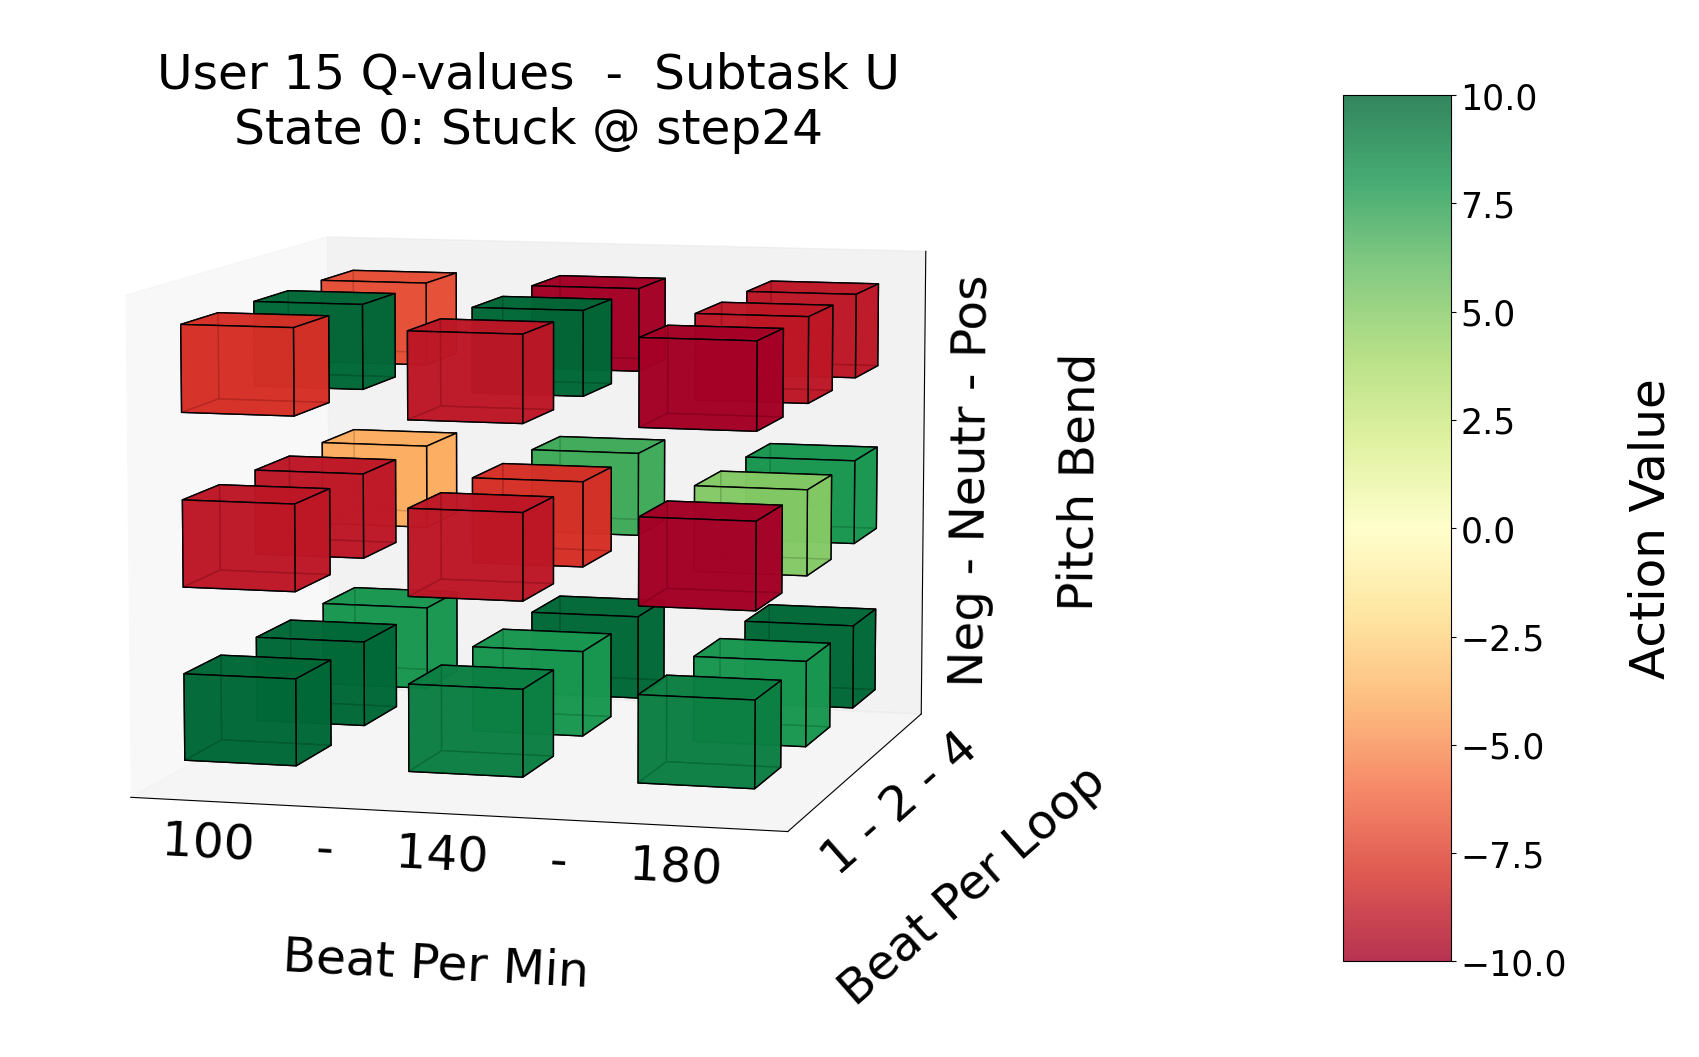 User 15 Q-values  -  Subtask U
State 0: Stuck @ step24
100 - 140 - 180
Beat Per Min
1 - 2 - 4
Beat Per Loop
Neg - Neutr - Pos
Pitch Bend
10.0
7.5
5.0
2.5
0.0
−2.5
−5.0
−7.5
−10.0
Action Value